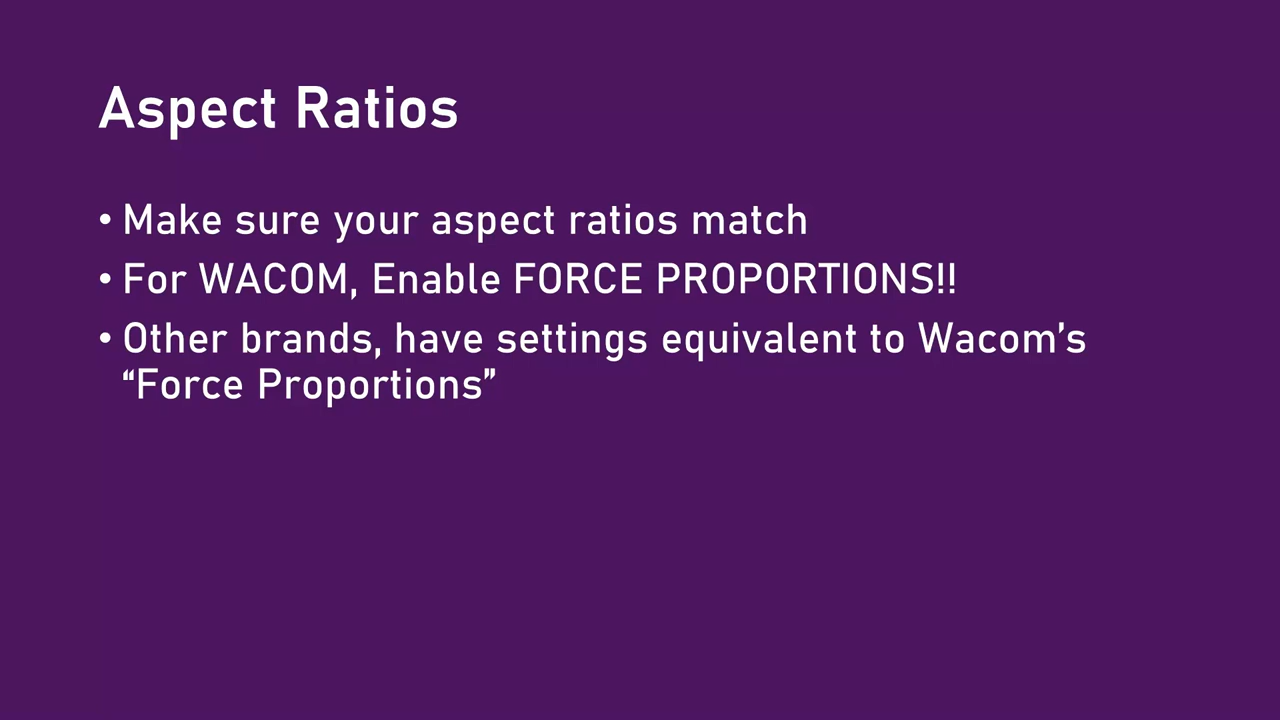 Aspect Ratios
• Make sure your aspect ratios match
• For WACOM, Enable FORCE PROPORTIONS!!
• Other brands, have settings equivalent to Wacom’s
“Force Proportions”